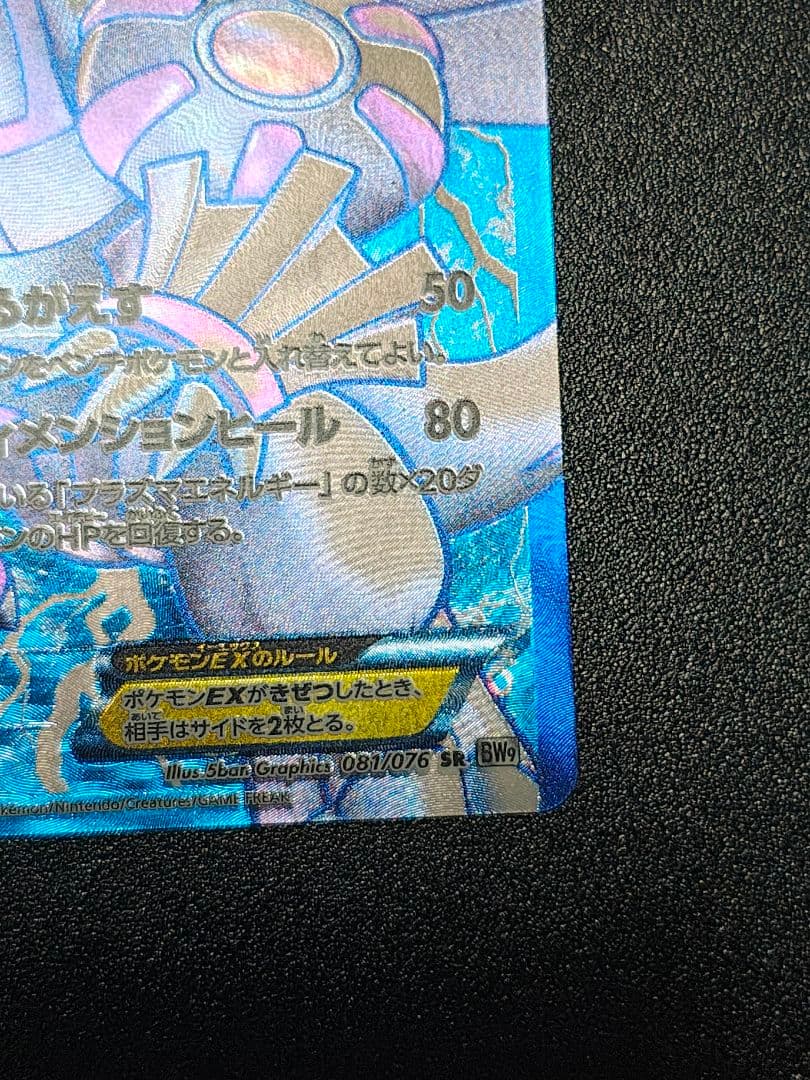 るがえす 50
ンをベンチポケモンと入れ替えてよい。
ィメンションヒール 80
いる「プラズマエネルギー」の数×20ダ
ンのHPを回復する。
ポケモンEXのルール
ポケモンEXがきぜつしたとき、
相手はサイドを2枚とる。
Illus. 5ban Graphics 081/076 SR BW9
okémon/Nintendo/Creatures/GAME FREAK